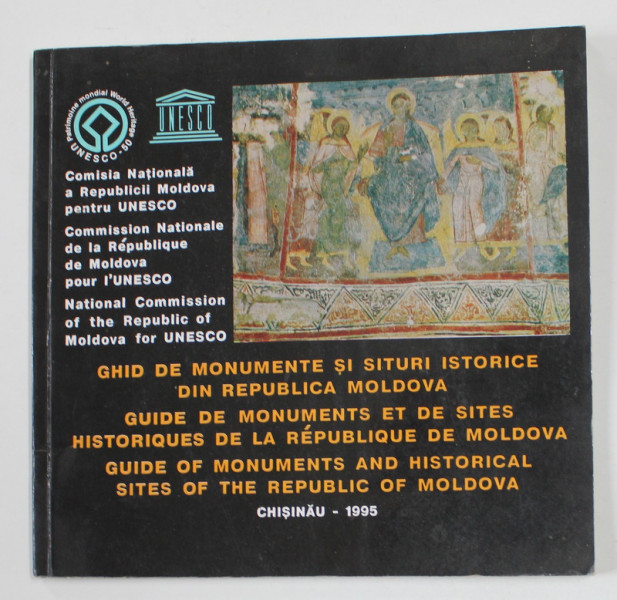 Patrimoine mondial World Heritage
UNESCO - 50
UNESCO
Comisia Națională
a Republicii Moldova
pentru UNESCO
Commission Nationale
de la République
de Moldova
pour l'UNESCO
National Commission
of the Republic of
Moldova for UNESCO
GHID DE MONUMENTE ȘI SITURI ISTORICE
DIN REPUBLICA MOLDOVA
GUIDE DE MONUMENTS ET DE SITES
HISTORIQUES DE LA RÉPUBLIQUE DE MOLDOVA
GUIDE OF MONUMENTS AND HISTORICAL
SITES OF THE REPUBLIC OF MOLDOVA
CHIȘINĂU - 1995